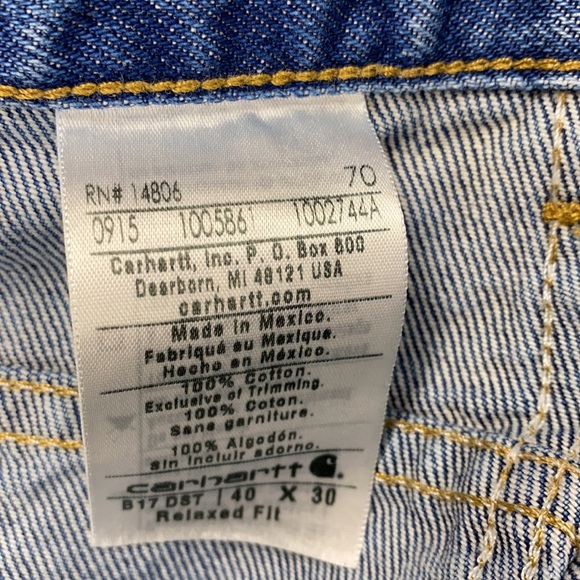 RN# 14806 70
0915 1005861 1002744A
Carhartt, Inc. P. O. Box 600
Dearborn, MI 48121 USA
carhartt.com
Made in Mexico.
Fabriqué au Mexique.
Hecho en México.
100% Cotton.
Exclusive of Trimming.
100% Coton.
Sans garniture.
100% Algodón.
sin incluir adorno.
carhartt
B17 DST 40 X 30
Relaxed Fit